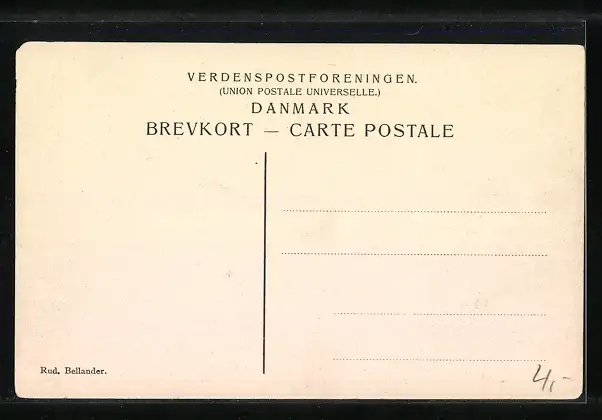 VERDENSPOSTFORENINGEN.
(UNION POSTALE UNIVERSELLE.)
DANMARK
BREVKORT — CARTE POSTALE
Rud. Bellander.
4,-